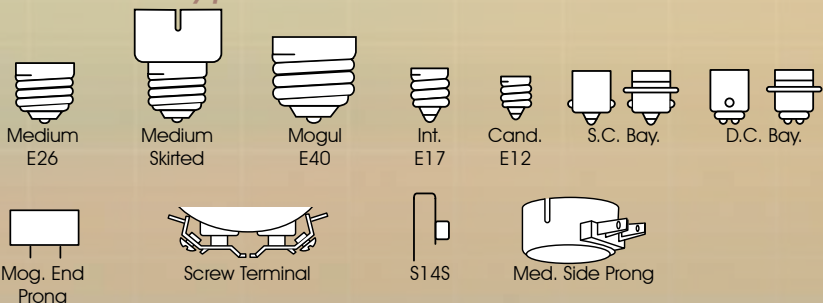 Medium
E26
Medium
Skirted
Mogul
E40
Int.
E17
Cand.
E12
S.C. Bay.
D.C. Bay.
Mog. End
Prong
Screw Terminal
S14S
Med. Side Prong